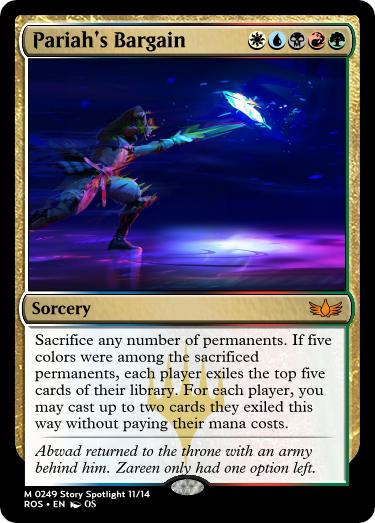 Pariah's Bargain
Sorcery
Sacrifice any number of permanents. If five
colors were among the sacrificed
permanents, each player exiles the top five
cards of their library. For each player, you
may cast up to two cards they exiled this
way without paying their mana costs.
Abwad returned to the throne with an army
behind him. Zareen only had one option left.
M 0249 Story Spotlight 11/14
ROS • EN OS